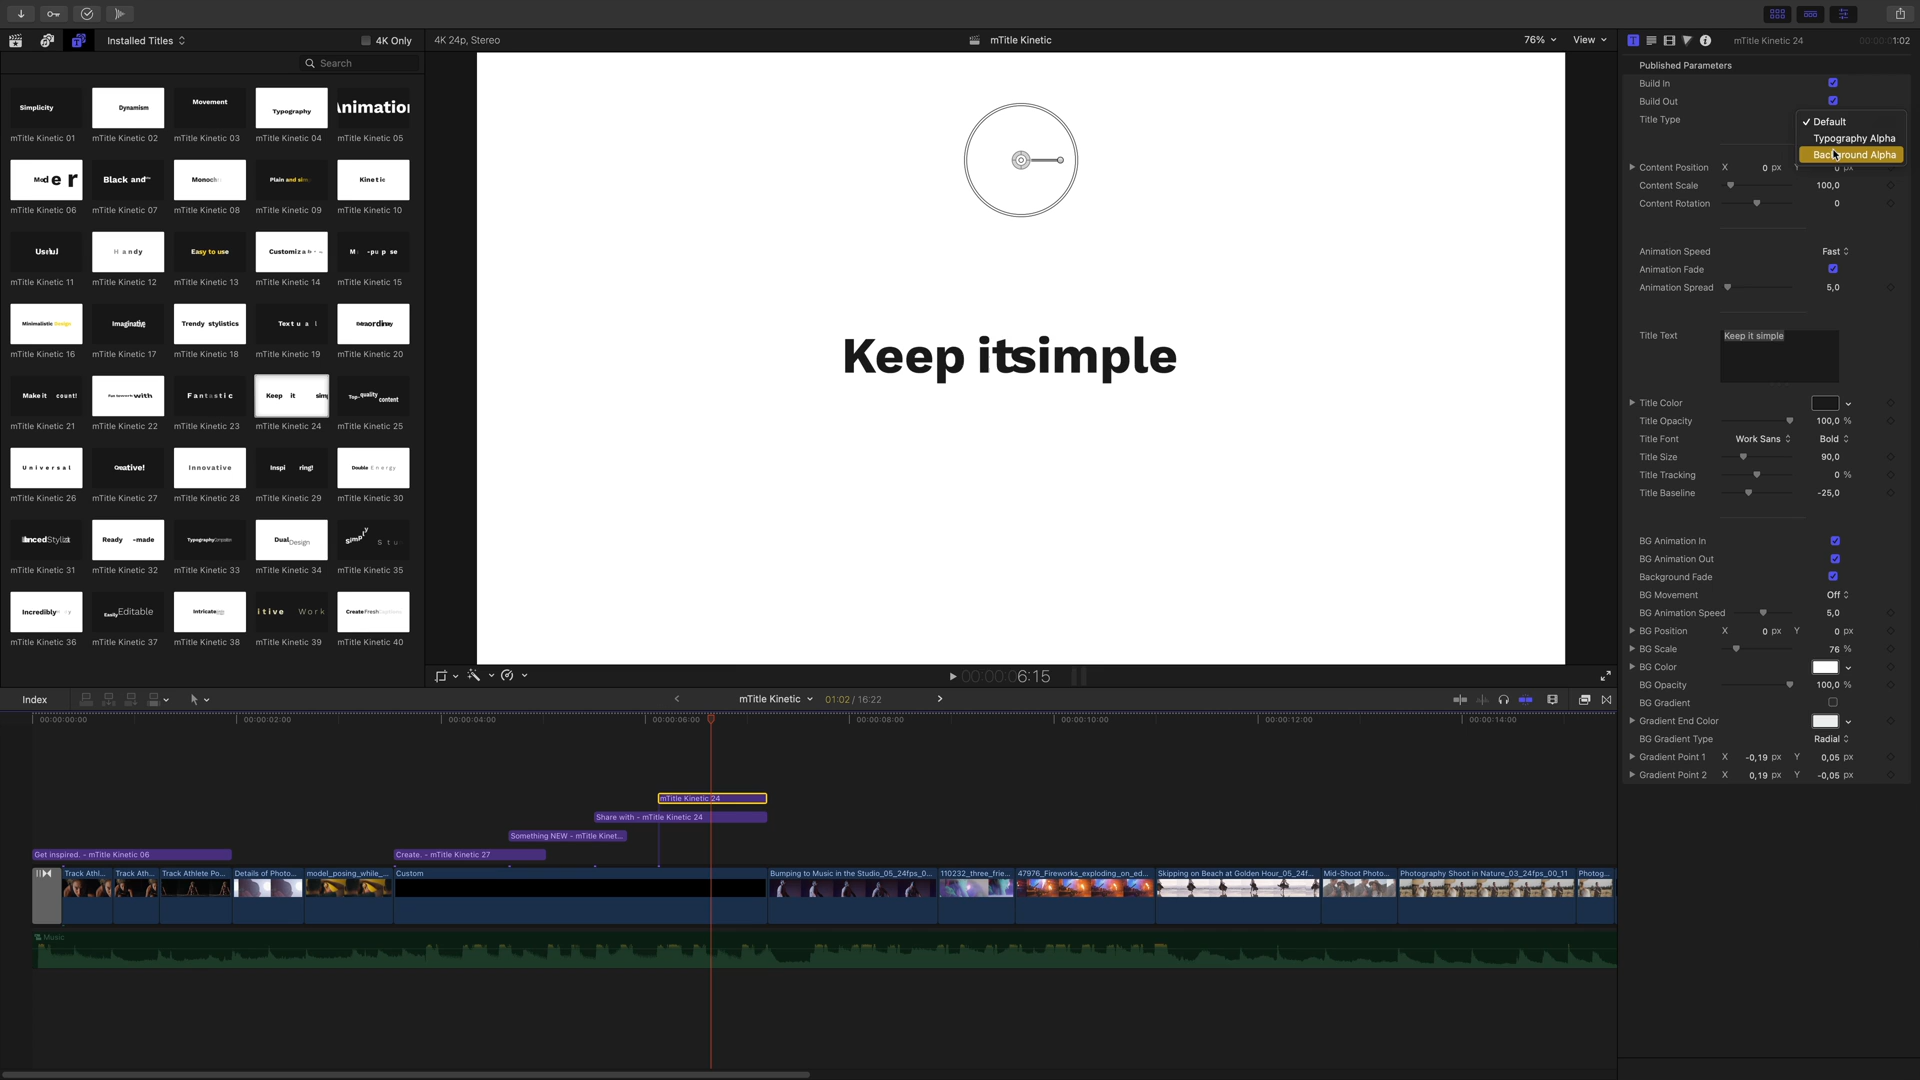 Installed Titles
4K Only
4K 24p, Stereo
mTitle Kinetic
76%
View
mTitle Kinetic 24
00:00:01:02
Search
Simplicity
Dynamism
Movement
Typography
Animation
mTitle Kinetic 01
mTitle Kinetic 02
mTitle Kinetic 03
mTitle Kinetic 04
mTitle Kinetic 05
Moder
Black and
Monoch
Plain and sim
Kinetic
mTitle Kinetic 06
mTitle Kinetic 07
mTitle Kinetic 08
mTitle Kinetic 09
mTitle Kinetic 10
Useful
Handy
Easy to use
Customiza
mTitle Kinetic 11
mTitle Kinetic 12
mTitle Kinetic 13
mTitle Kinetic 14
mTitle Kinetic 15
Minimalistic Design
Imaginative
Trendy stylistics
Textual
mTitle Kinetic 16
mTitle Kinetic 17
mTitle Kinetic 18
mTitle Kinetic 19
mTitle Kinetic 20
Make it count!
with
Fantastic
Keep it sim
Top-quality content
mTitle Kinetic 21
mTitle Kinetic 22
mTitle Kinetic 23
mTitle Kinetic 24
mTitle Kinetic 25
Universal
Creative!
Innovative
Inspi ring!
Double Energy
mTitle Kinetic 26
mTitle Kinetic 27
mTitle Kinetic 28
mTitle Kinetic 29
mTitle Kinetic 30
Ready -made
Dual Design
Simply Stu
mTitle Kinetic 31
mTitle Kinetic 32
mTitle Kinetic 33
mTitle Kinetic 34
mTitle Kinetic 35
Incredibly
Easily Editable
Intricate
itive Work
Create Fresh
mTitle Kinetic 36
mTitle Kinetic 37
mTitle Kinetic 38
mTitle Kinetic 39
mTitle Kinetic 40
Keep it simple
00:00:00:06:15
Published Parameters
Build In
Build Out
Title Type
Default
Typography Alpha
Background Alpha
Content Position X 0 px Y 0 px
Content Scale 100,0
Content Rotation 0
Animation Speed Fast
Animation Fade
Animation Spread 5,0
Title Text Keep it simple
Title Color
Title Opacity 100,0 %
Title Font Work Sans Bold
Title Size 90,0
Title Tracking 0 %
Title Baseline -25,0
BG Animation In
BG Animation Out
Background Fade
BG Movement Off
BG Animation Speed 5,0
BG Position X 0 px Y 0 px
BG Scale 76 %
BG Color
BG Opacity 100,0 %
BG Gradient
Gradient End Color
BG Gradient Type Radial
Gradient Point 1 X -0,19 px Y 0,05 px
Gradient Point 2 X 0,19 px Y -0,05 px
Index
mTitle Kinetic
01:02 / 16:22
00:00:00:00
00:00:02:00
00:00:04:00
00:00:06:00
00:00:08:00
00:00:10:00
00:00:12:00
00:00:14:00
mTitle Kinetic 24
Share with - mTitle Kinetic 24
Something NEW - mTitle Kinet...
Get inspired. - mTitle Kinetic 06
Create. - mTitle Kinetic 27
Track Athl...
Track Ath...
Track Athlete Po...
Details of Photo...
model_posing_while_...
Custom
Bumping to Music in the Studio_05_24fps_0...
110232_three_frie...
47976_Fireworks_exploding_on_ed...
Skipping on Beach at Golden Hour_05_24f...
Mid-Shoot Photo...
Photography Shoot in Nature_03_24fps_00_11
Photog...
Music